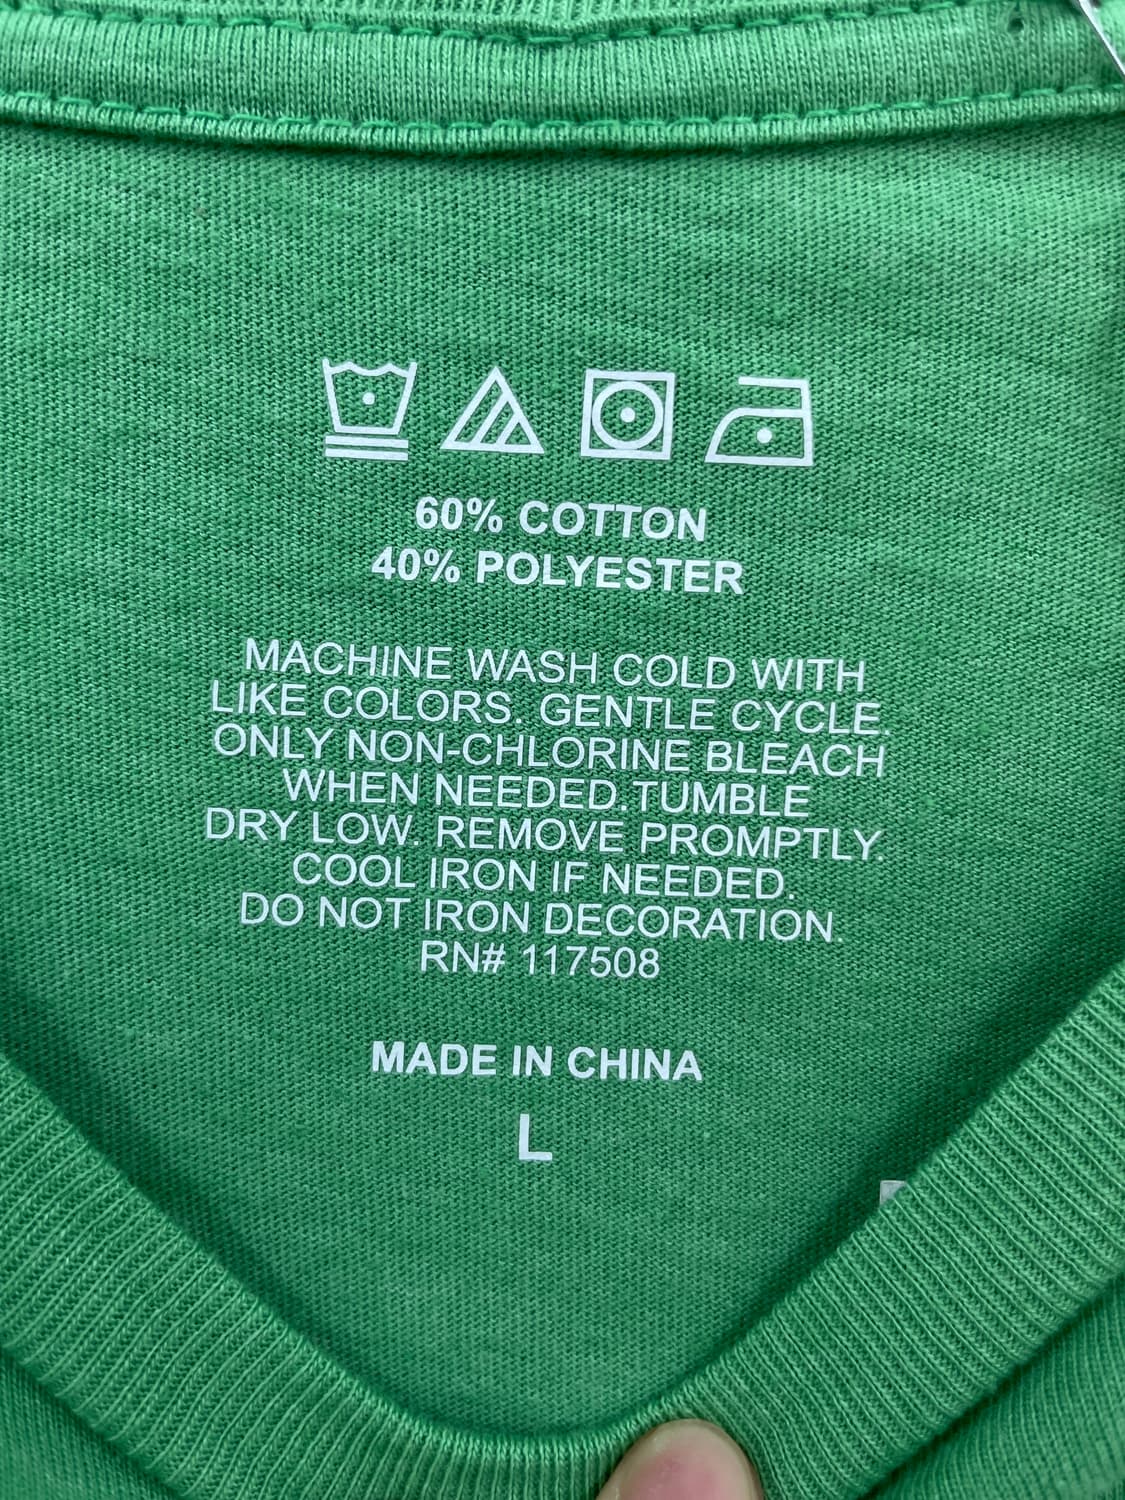 60% COTTON
40% POLYESTER
MACHINE WASH COLD WITH
LIKE COLORS. GENTLE CYCLE.
ONLY NON-CHLORINE BLEACH
WHEN NEEDED.TUMBLE
DRY LOW. REMOVE PROMPTLY.
COOL IRON IF NEEDED.
DO NOT IRON DECORATION.
RN# 117508
MADE IN CHINA
L